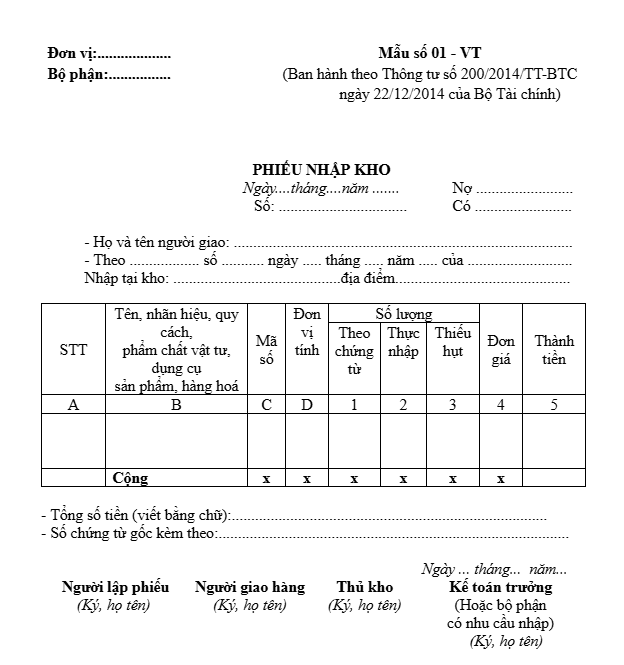 Đơn vị:...................
Mẫu số 01 - VT
Bộ phận:................
(Ban hành theo Thông tư số 200/2014/TT-BTC
ngày 22/12/2014 của Bộ Tài chính)
PHIẾU NHẬP KHO
Ngày....tháng....năm ....... Nợ .........................
Số: ................................. Có .........................
- Họ và tên người giao: .......................................................................................
- Theo ......................... số ........... ngày ..... tháng ..... năm ..... của ...........................
Nhập tại kho: ...........................................địa điểm.............................................
STT
Tên, nhãn hiệu, quy
cách,
phẩm chất vật tư,
dụng cụ
sản phẩm, hàng hoá
Mã
số
Đơn
vị
tính
Số lượng
Theo
chứng
từ
Thực
nhập
Thiếu
hụt
Đơn
giá
Thành
tiền
A B C D 1 2 3 4 5
Cộng x x x x x x
- Tổng số tiền (viết bằng chữ):.................................................................................
- Số chứng từ gốc kèm theo:..........................................................................................
Ngày ... tháng... năm...
Người lập phiếu Người giao hàng Thủ kho Kế toán trưởng
(Ký, họ tên) (Ký, họ tên) (Ký, họ tên) (Hoặc bộ phận
có nhu cầu nhập)
(Ký, họ tên)